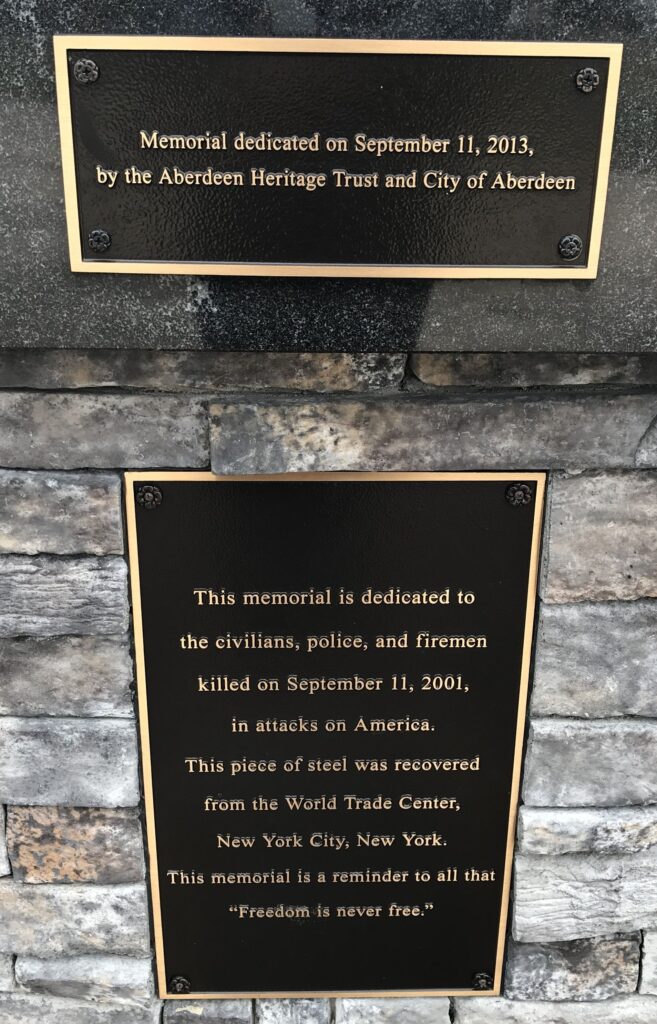 Memorial dedicated on September 11, 2013,
by the Aberdeen Heritage Trust and City of Aberdeen
This memorial is dedicated to
the civilians, police, and firemen
killed on September 11, 2001,
in attacks on America.
This piece of steel was recovered
from the World Trade Center,
New York City, New York.
This memorial is a reminder to all that
“Freedom is never free.”